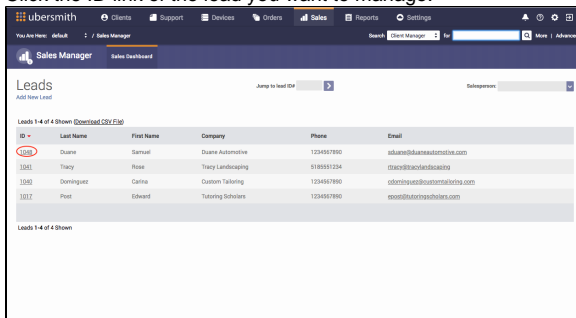 Click the ID link of the lead you want to manage.
ubersmith Clients Support Devices Orders Sales Reports Settings
You Are Here: default / Sales Manager Search Client Manager for More | Advance
Sales Manager Sales Dashboard
Leads Jump to lead ID# Salesperson:
Add New Lead
Leads 1-4 of 4 Shown (Download CSV File)
ID Last Name First Name Company Phone Email
1048 Duane Samuel Duane Automotive 1234567890 sduane@duaneautomotive.com
1041 Tracy Rose Tracy Landscaping 5185551234 rtracy@tracylandscaping
1040 Dominguez Carina Custom Tailoring 1234567890 cdominguez@customtailoring.com
1017 Post Edward Tutoring Scholars 1234567890 epost@tutoringscholars.com
Leads 1-4 of 4 Shown